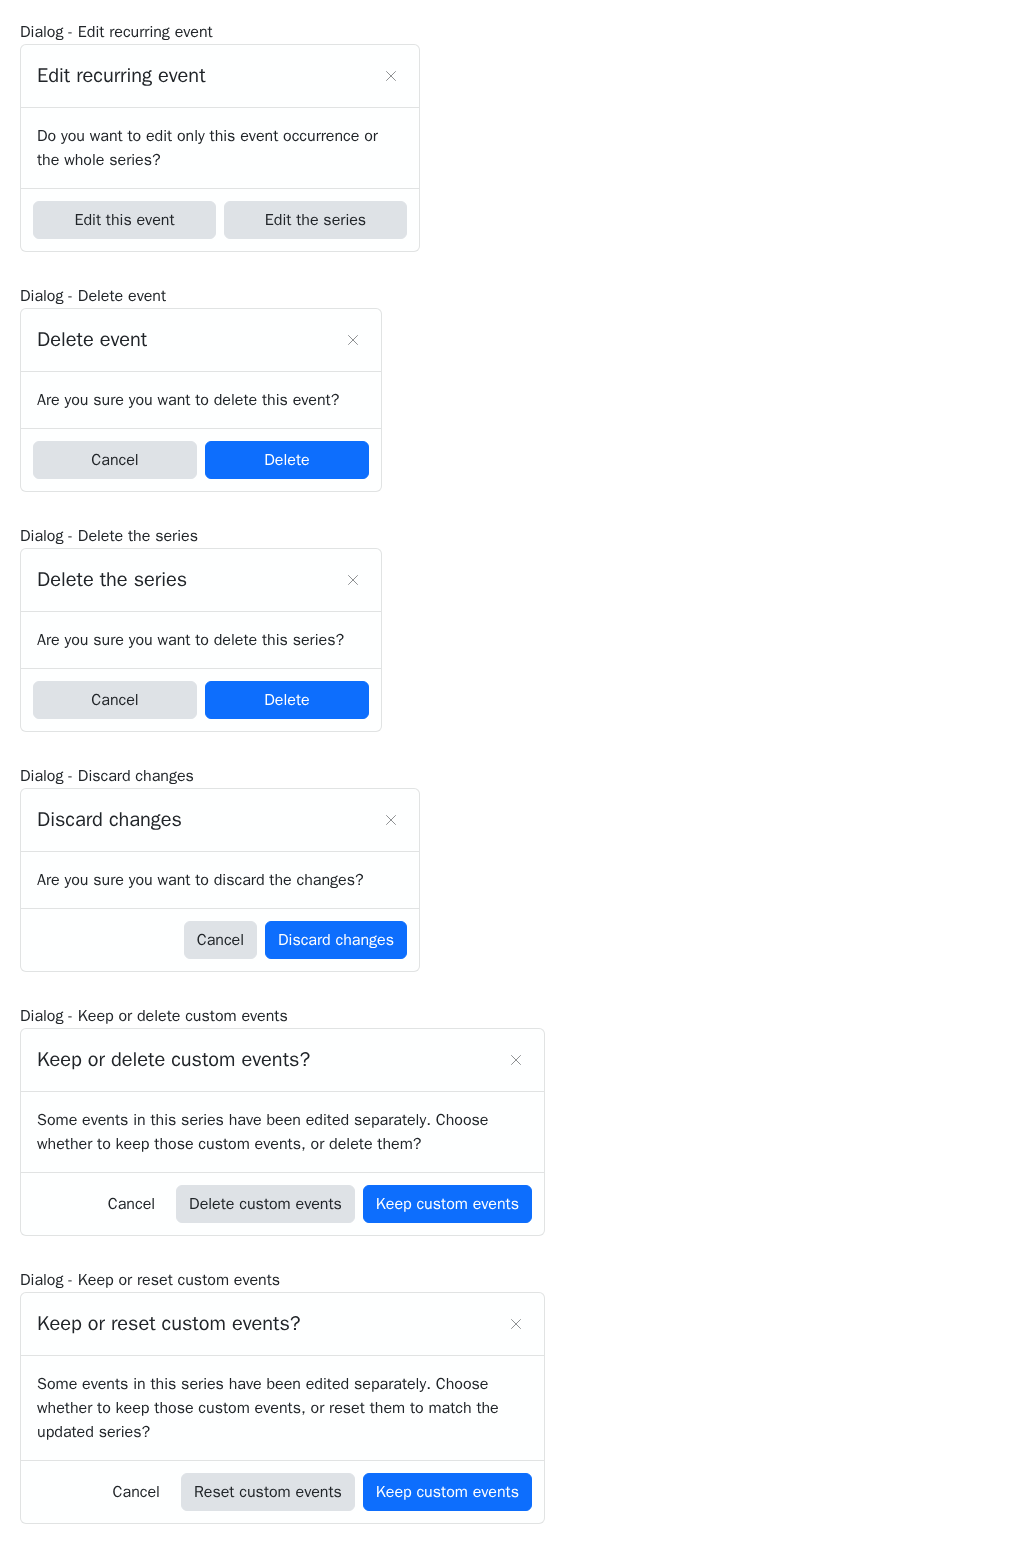 Dialog - Edit recurring event
Edit recurring event
Do you want to edit only this event occurrence or
the whole series?
Edit this event
Edit the series
Dialog - Delete event
Delete event
Are you sure you want to delete this event?
Cancel
Delete
Dialog - Delete the series
Delete the series
Are you sure you want to delete this series?
Cancel
Delete
Dialog - Discard changes
Discard changes
Are you sure you want to discard the changes?
Cancel
Discard changes
Dialog - Keep or delete custom events
Keep or delete custom events?
Some events in this series have been edited separately. Choose
whether to keep those custom events, or delete them?
Cancel
Delete custom events
Keep custom events
Dialog - Keep or reset custom events
Keep or reset custom events?
Some events in this series have been edited separately. Choose
whether to keep those custom events, or reset them to match the
updated series?
Cancel
Reset custom events
Keep custom events